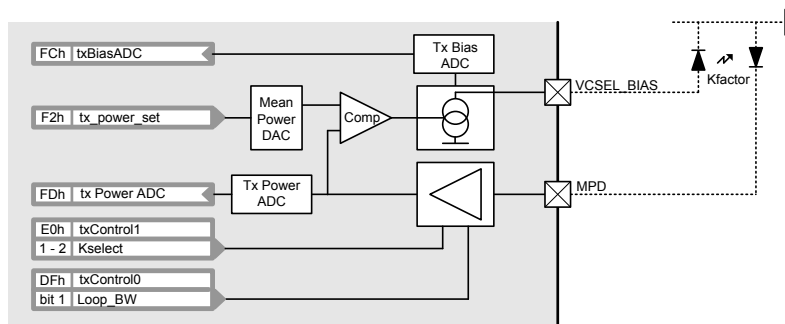 FCh txBiasADC
Tx Bias
ADC
VCSEL_BIAS
Kfactor
F2h tx_power_set
Mean
Power
DAC
Comp
FDh tx Power ADC
Tx Power
ADC
MPD
E0h txControl1
1 - 2 Kselect
DFh txControl0
bit 1 Loop_BW